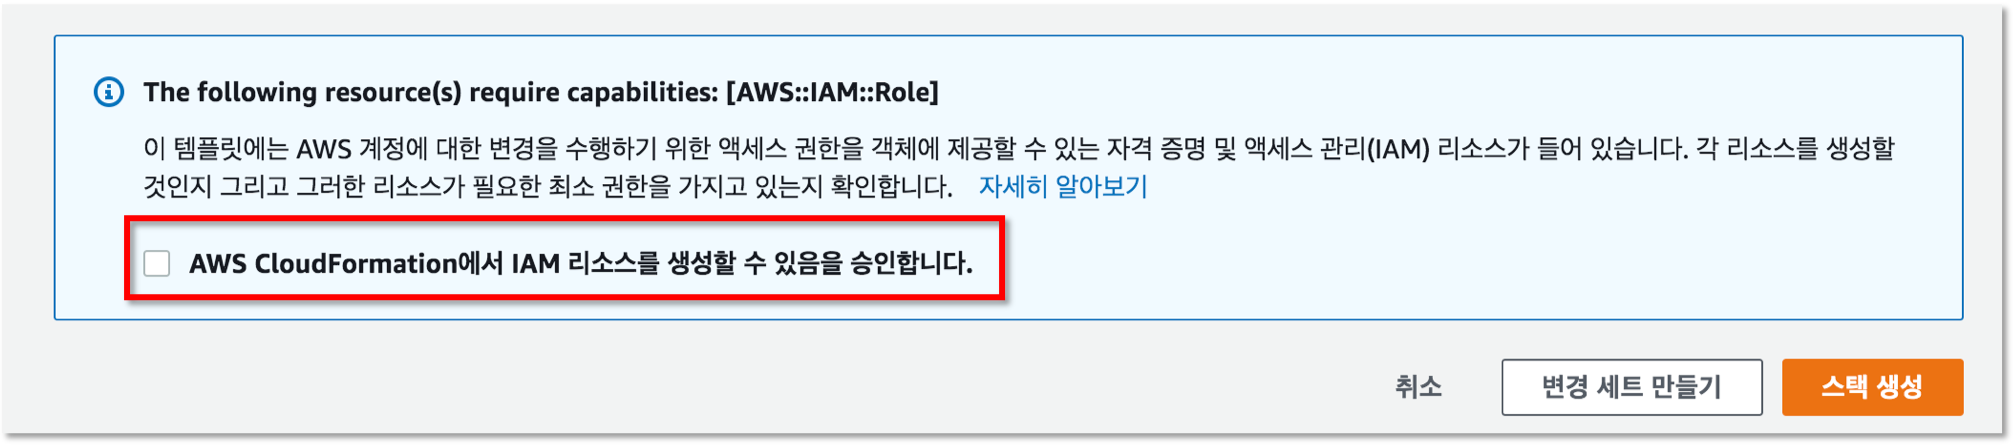 The following resource(s) require capabilities: [AWS::IAM::Role]
이 템플릿에는 AWS 계정에 대한 변경을 수행하기 위한 액세스 권한을 객체에 제공할 수 있는 자격 증명 및 액세스 관리(IAM) 리소스가 들어 있습니다. 각 리소스를 생성할
것인지 그리고 그러한 리소스가 필요한 최소 권한을 가지고 있는지 확인합니다. 자세히 알아보기
AWS CloudFormation에서 IAM 리소스를 생성할 수 있음을 승인합니다.
취소 변경 세트 만들기 스택 생성